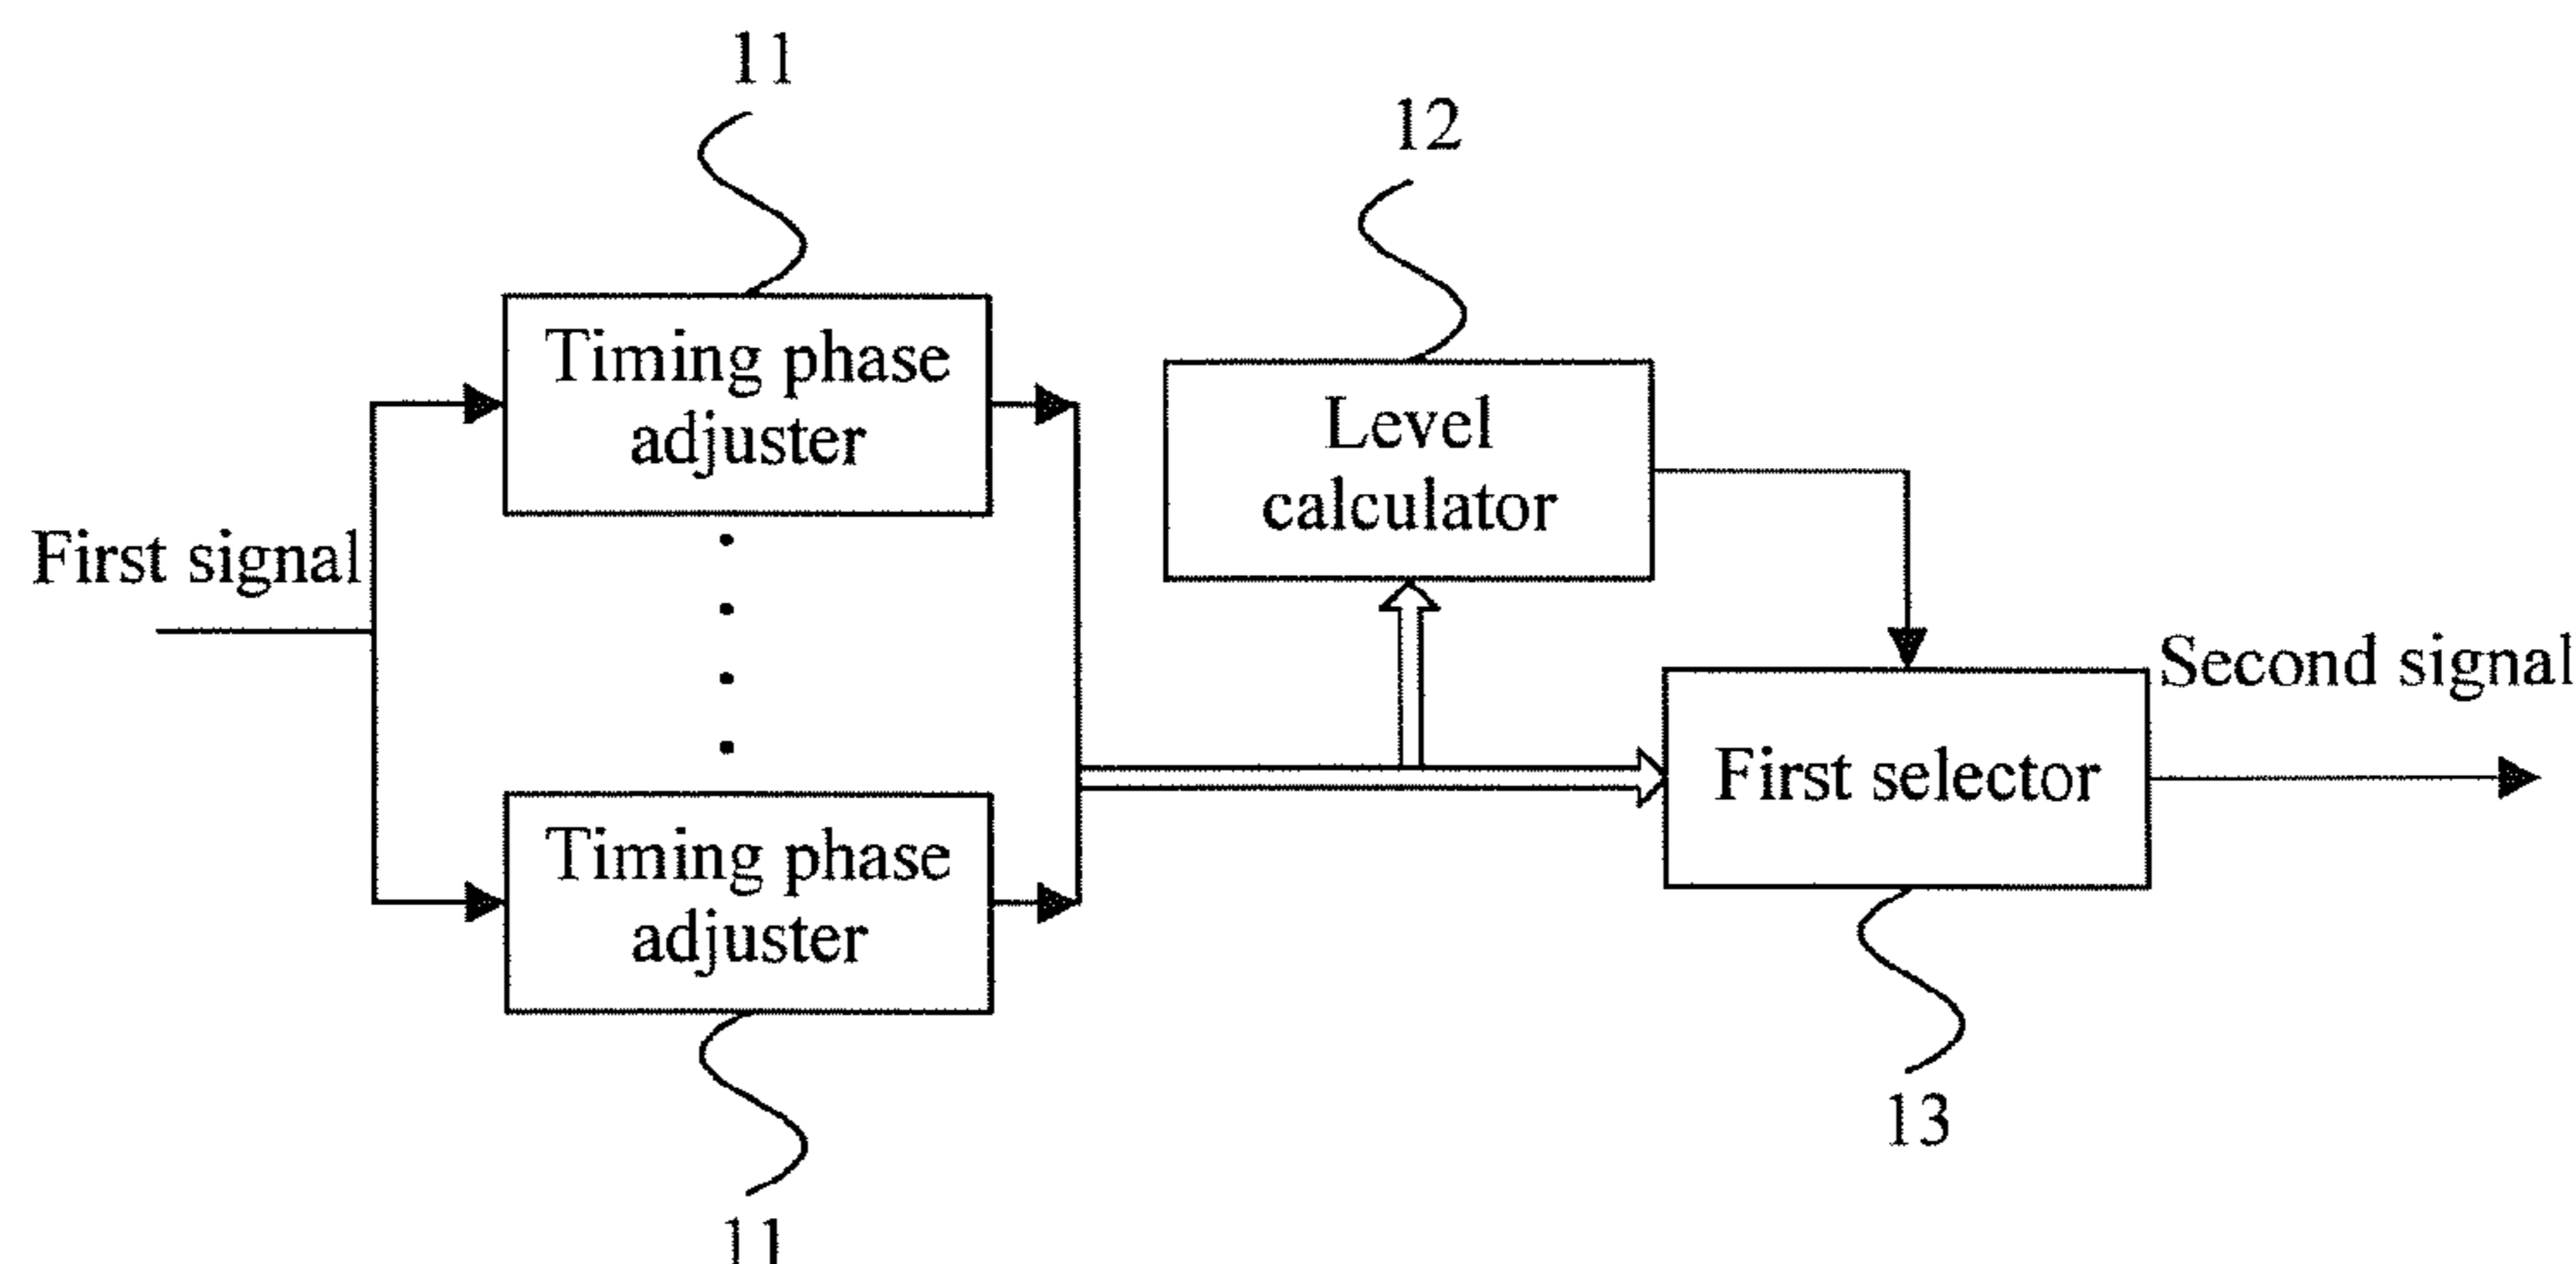 11
12
Timing phase
adjuster
Level
calculator
First signal
Second signal
First selector
Timing phase
adjuster
13
11